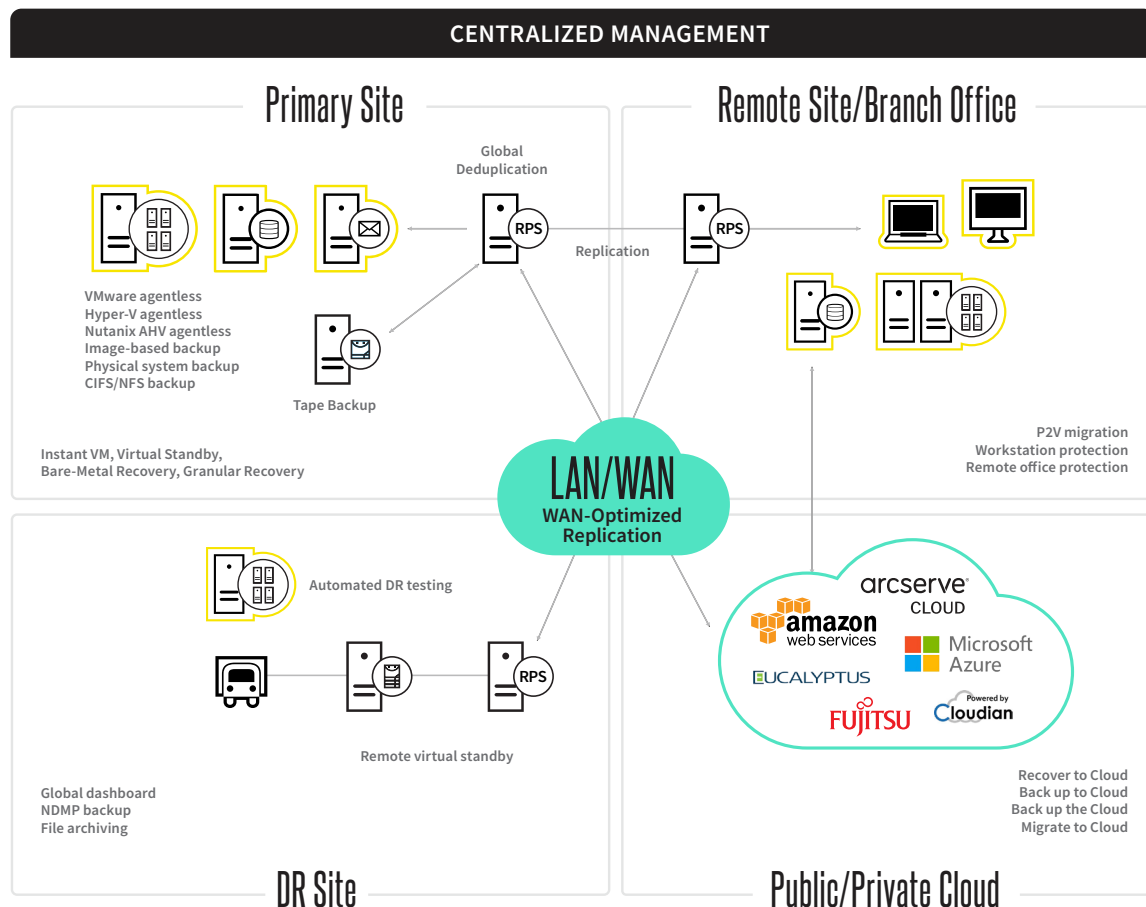 CENTRALIZED MANAGEMENT
Primary Site
Global
Deduplication
RPS
VMware agentless
Hyper-V agentless
Nutanix AHV agentless
Image-based backup
Physical system backup
CIFS/NFS backup
Tape Backup
Instant VM, Virtual Standby,
Bare-Metal Recovery, Granular Recovery
Replication
Remote Site/Branch Office
RPS
P2V migration
Workstation protection
Remote office protection
LAN/WAN
WAN-Optimized
Replication
Automated DR testing
RPS
Remote virtual standby
Global dashboard
NDMP backup
File archiving
DR Site
arcserve®
CLOUD
amazon
web services
Microsoft
Azure
EUCALYPTUS
FUJITSU
Powered by
Cloudian
Recover to Cloud
Back up to Cloud
Back up the Cloud
Migrate to Cloud
Public/Private Cloud